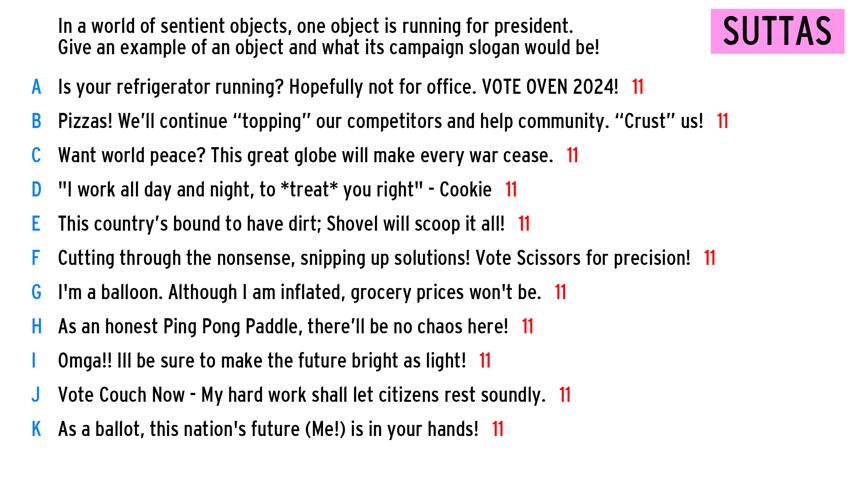 In a world of sentient objects, one object is running for president.
Give an example of an object and what its campaign slogan would be!
SUTTAS
A Is your refrigerator running? Hopefully not for office. VOTE OVEN 2024! 11
B Pizzas! We’ll continue “topping” our competitors and help community. “Crust” us! 11
C Want world peace? This great globe will make every war cease. 11
D "I work all day and night, to *treat* you right" - Cookie 11
E This country’s bound to have dirt; Shovel will scoop it all! 11
F Cutting through the nonsense, snipping up solutions! Vote Scissors for precision! 11
G I'm a balloon. Although I am inflated, grocery prices won't be. 11
H As an honest Ping Pong Paddle, there’ll be no chaos here! 11
I Omga!! Ill be sure to make the future bright as light! 11
J Vote Couch Now - My hard work shall let citizens rest soundly. 11
K As a ballot, this nation's future (Me!) is in your hands! 11